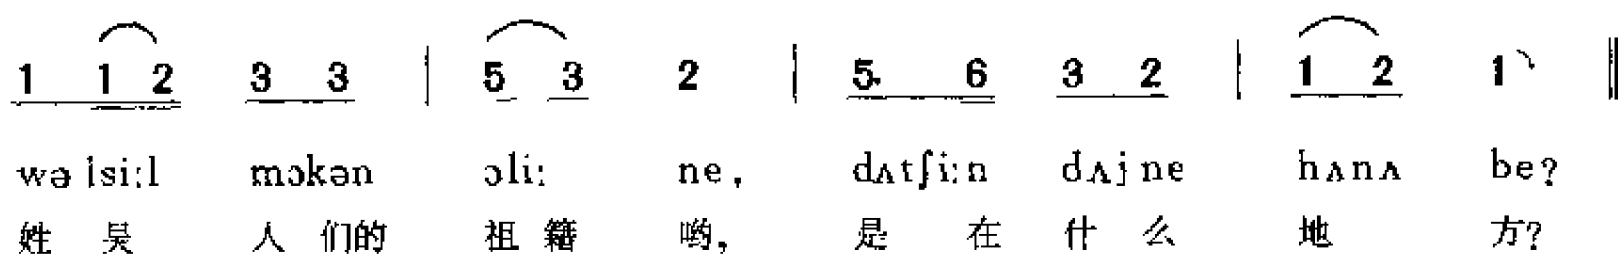 1 1 2 3 3 | 5 3 2 | 5. 6 3 2 | 1 2 1 ‖
wə lsi:l mɔkən ɔli: ne, dʌtʃi:n dʌjne hʌnʌ be?
姓 吴 人 们的 祖 籍 哟, 是 在 什 么 地 方?